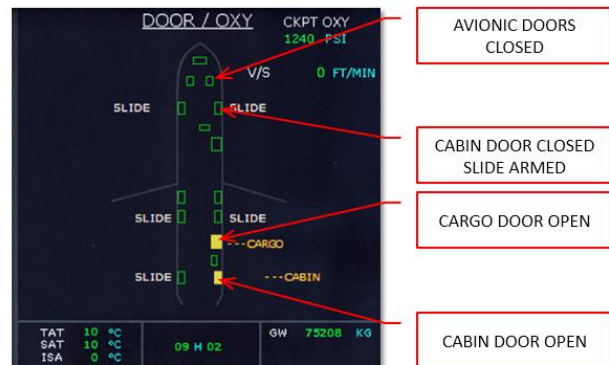 DOOR / OXY
CKPT OXY
1240 PSI
V/S 0 FT/MIN
SLIDE SLIDE
SLIDE SLIDE
---CARGO
SLIDE ---CABIN
TAT 10 °C
SAT 10 °C
ISA 0 °C
09 H 02
GW 75208 KG
AVIONIC DOORS
CLOSED
CABIN DOOR CLOSED
SLIDE ARMED
CARGO DOOR OPEN
CABIN DOOR OPEN